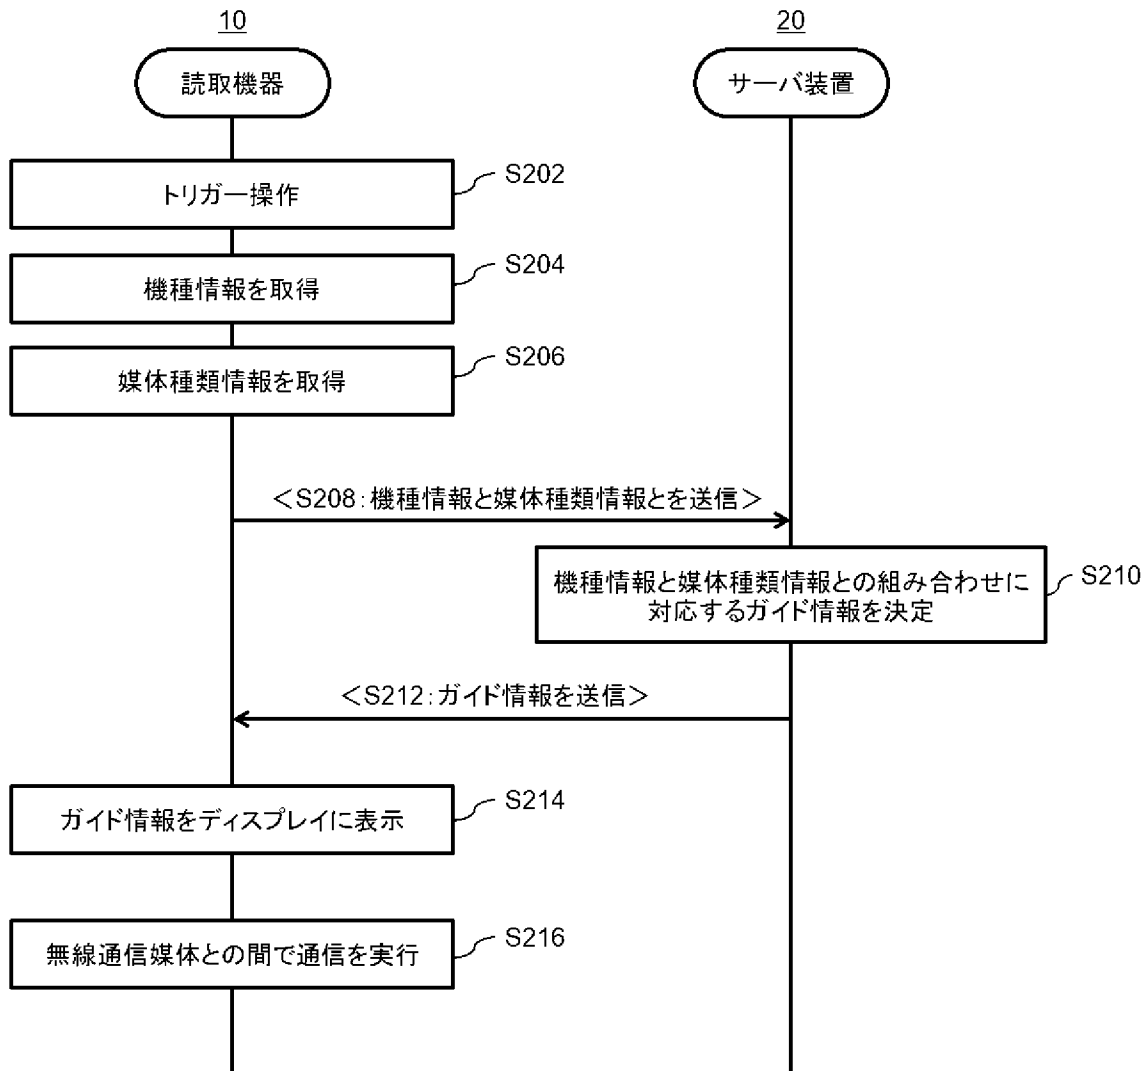 10
20
読取機器
サーバ装置
トリガー操作
S202
機種情報を取得
S204
媒体種類情報を取得
S206
＜S208：機種情報と媒体種類情報とを送信＞
機種情報と媒体種類情報との組み合わせに
対応するガイド情報を決定
S210
＜S212：ガイド情報を送信＞
ガイド情報をディスプレイに表示
S214
無線通信媒体との間で通信を実行
S216